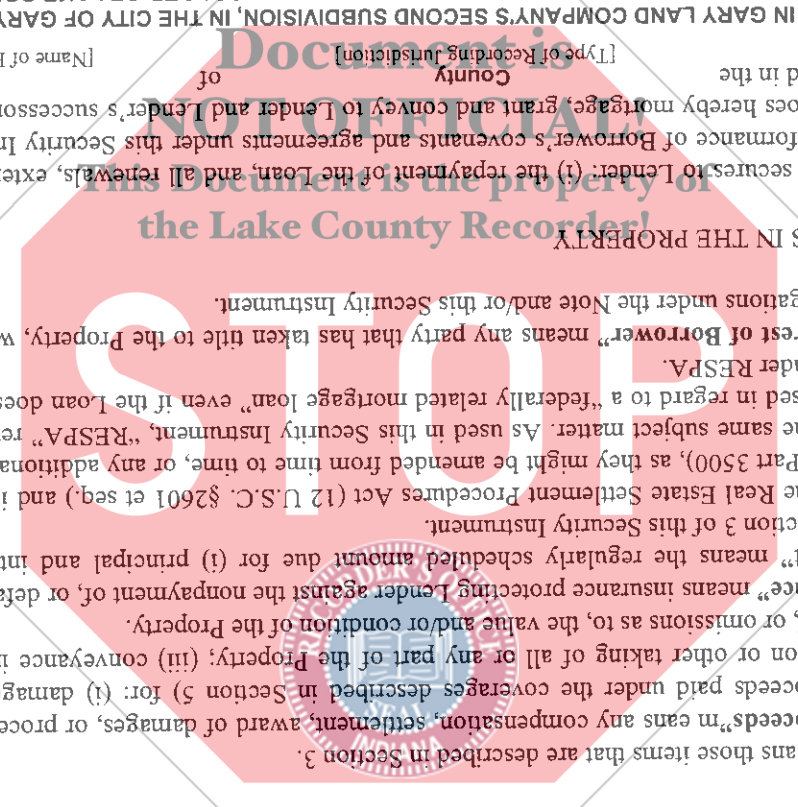 Document is
NOT OFFICIAL!
This Document is the property of
the Lake County Recorder!
STOP
RECORDER'S OFFICE
SEAL
INDIANA
ans those items that are described in Section 3.
ceeds" m eans any compensation, settlement, award of damages, or proce
oceeds paid under the coverages described in Section 5) for: (i) damage
on or other taking of all or any part of the Property; (iii) conveyance i
, or omissions as to, the value and/or condition of the Property.
ce" means insurance protecting Lender against the nonpayment of, or defa
t" means the regularly scheduled amount due for (i) principal and int
ction 3 of this Security Instrument.
e Real Estate Settlement Procedures Act (12 U.S.C. §2601 et seq.) and i
Part 3500), as they might be amended from time to time, or any additiona
he same subject matter. As used in this Security Instrument, "RESPA" re
sed in regard to a "federally related mortgage loan" even if the Loan does
der RESPA.
rest of Borrower" means any party that has taken title to the Property, w
gations under the Note and/or this Security Instrument.
S IN THE PROPERTY
secures to Lender: (i) the repayment of the Loan, and all renewals, exte
formance of Borrower's covenants and agreements under this Security In
oes hereby mortgage, grant and convey to Lender and Lender's successor
d in the County of
[Type of Recording Jurisdiction] [Name of
IN GARY LAND COMPANY'S SECOND SUBDIVISION, IN THE CITY OF GARY